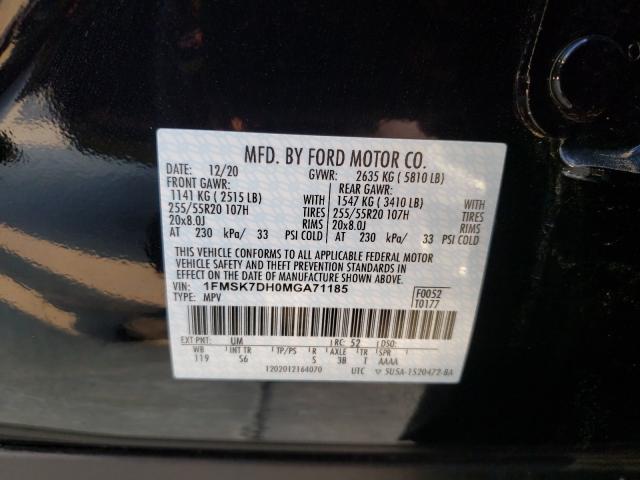 MFD. BY FORD MOTOR CO.
DATE: 12/20 GVWR: 2635 KG ( 5810 LB)
FRONT GAWR: REAR GAWR:
1141 KG ( 2515 LB) WITH 1547 KG ( 3410 LB) WITH
255/55R20 107H TIRES 255/55R20 107H TIRES
20x8.0J RIMS 20x8.0J RIMS
AT 230 kPa/ 33 PSI COLD AT 230 kPa/ 33 PSI COLD
THIS VEHICLE CONFORMS TO ALL APPLICABLE FEDERAL MOTOR
VEHICLE SAFETY AND THEFT PREVENTION STANDARDS IN
EFFECT ON THE DATE OF MANUFACTURE SHOWN ABOVE.
VIN: 1FMSK7DH0MGA71185 F0052
TYPE: MPV T0177
EXT PNT: UM RC: 52 DSO:
WB INT TR TP/PS R AXLE TR SPR
119 S6 S 3B T AAAA
1202012164070 UTC ▽ 5U5A-1520472-BA